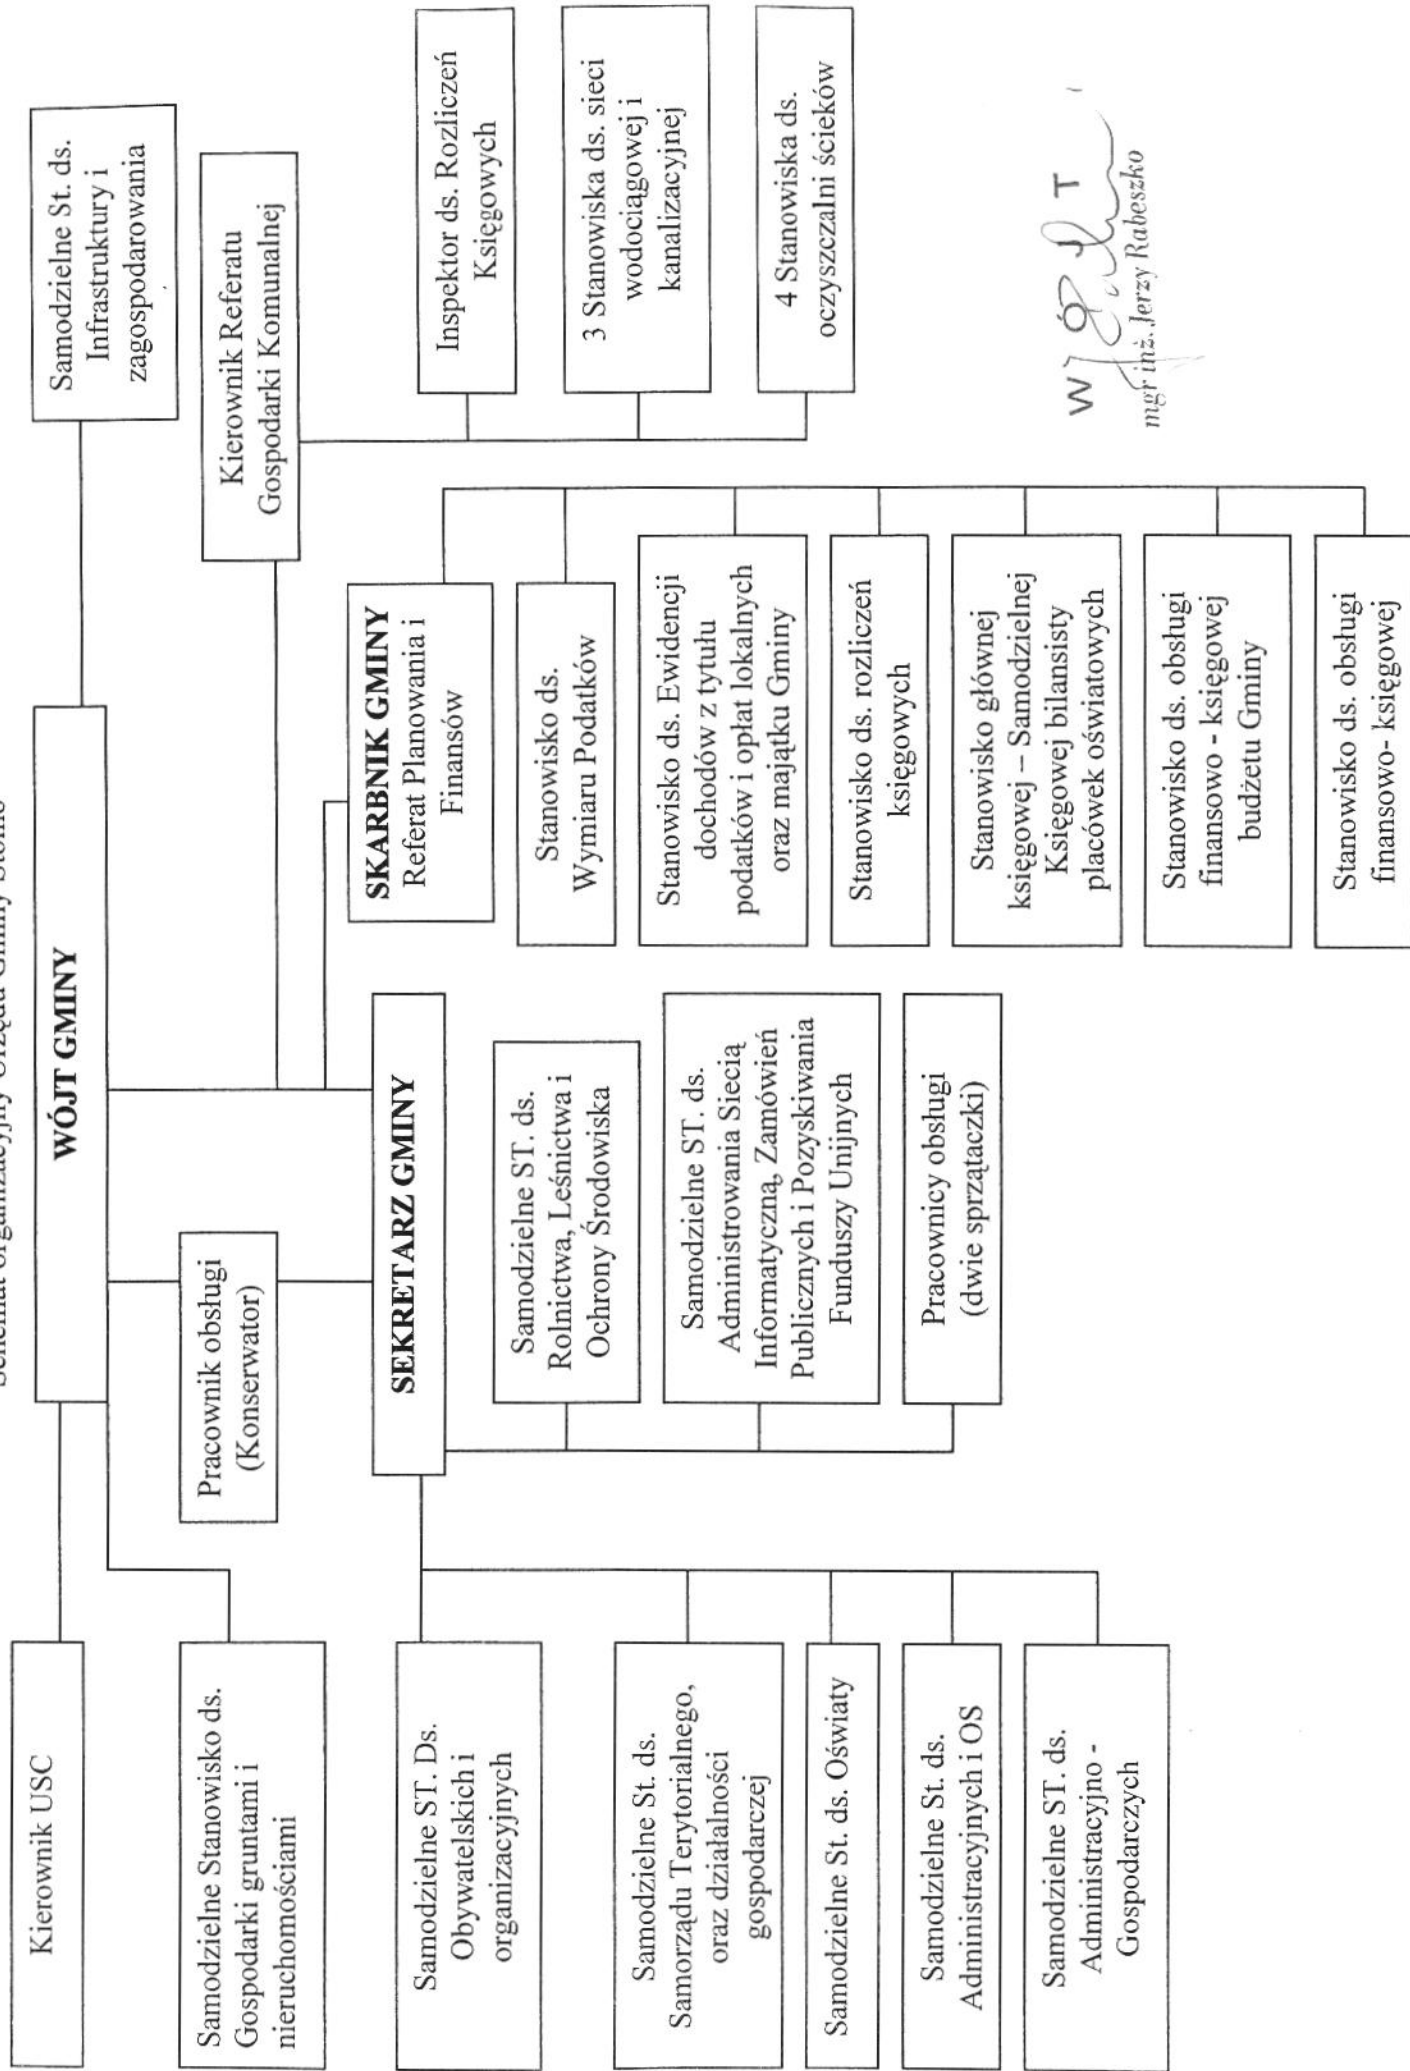 Schemat organizacyjny Urzędu Gminy Stolno
WÓJT GMINY
Kierownik USC
Samodzielne St. ds.
Infrastruktury i
zagospodarowania
Samodzielne Stanowisko ds.
Gospodarki gruntami i
nieruchomościami
Pracownik obsługi
(Konserwator)
Kierownik Referatu
Gospodarki Komunalnej
SEKRETARZ GMINY
SKARBNIK GMINY
Referat Planowania i
Finansów
Samodzielne ST. Ds.
Obywatelskich i
organizacyjnych
Samodzielne St. ds.
Samorządu Terytorialnego,
oraz działalności
gospodarczej
Samodzielne St. ds. Oświaty
Samodzielne St. ds.
Administracyjnych i OS
Samodzielne ST. ds.
Administracyjno -
Gospodarczych
Samodzielne ST. ds.
Rolnictwa, Leśnictwa i
Ochrony Środowiska
Samodzielne ST. ds.
Administrowania Siecią
Informatyczną, Zamówień
Publicznych i Pozyskiwania
Funduszy Unijnych
Pracownicy obsługi
(dwie sprzątaczki)
Stanowisko ds.
Wymiaru Podatków
Stanowisko ds. Ewidencji
dochodów z tytułu
podatków i opłat lokalnych
oraz majątku Gminy
Stanowisko ds. rozliczeń
księgowych
Stanowisko głównej
księgowej – Samodzielnej
Księgowej bilansisty
placówek oświatowych
Stanowisko ds. obsługi
finansowo - księgowej
budżetu Gminy
Stanowisko ds. obsługi
finansowo- księgowej
Inspektor ds. Rozliczeń
Księgowych
3 Stanowiska ds. sieci
wodociągowej i
kanalizacyjnej
4 Stanowiska ds.
oczyszczalni ścieków
WÓJT
mgr inż. Jerzy Rabeszko